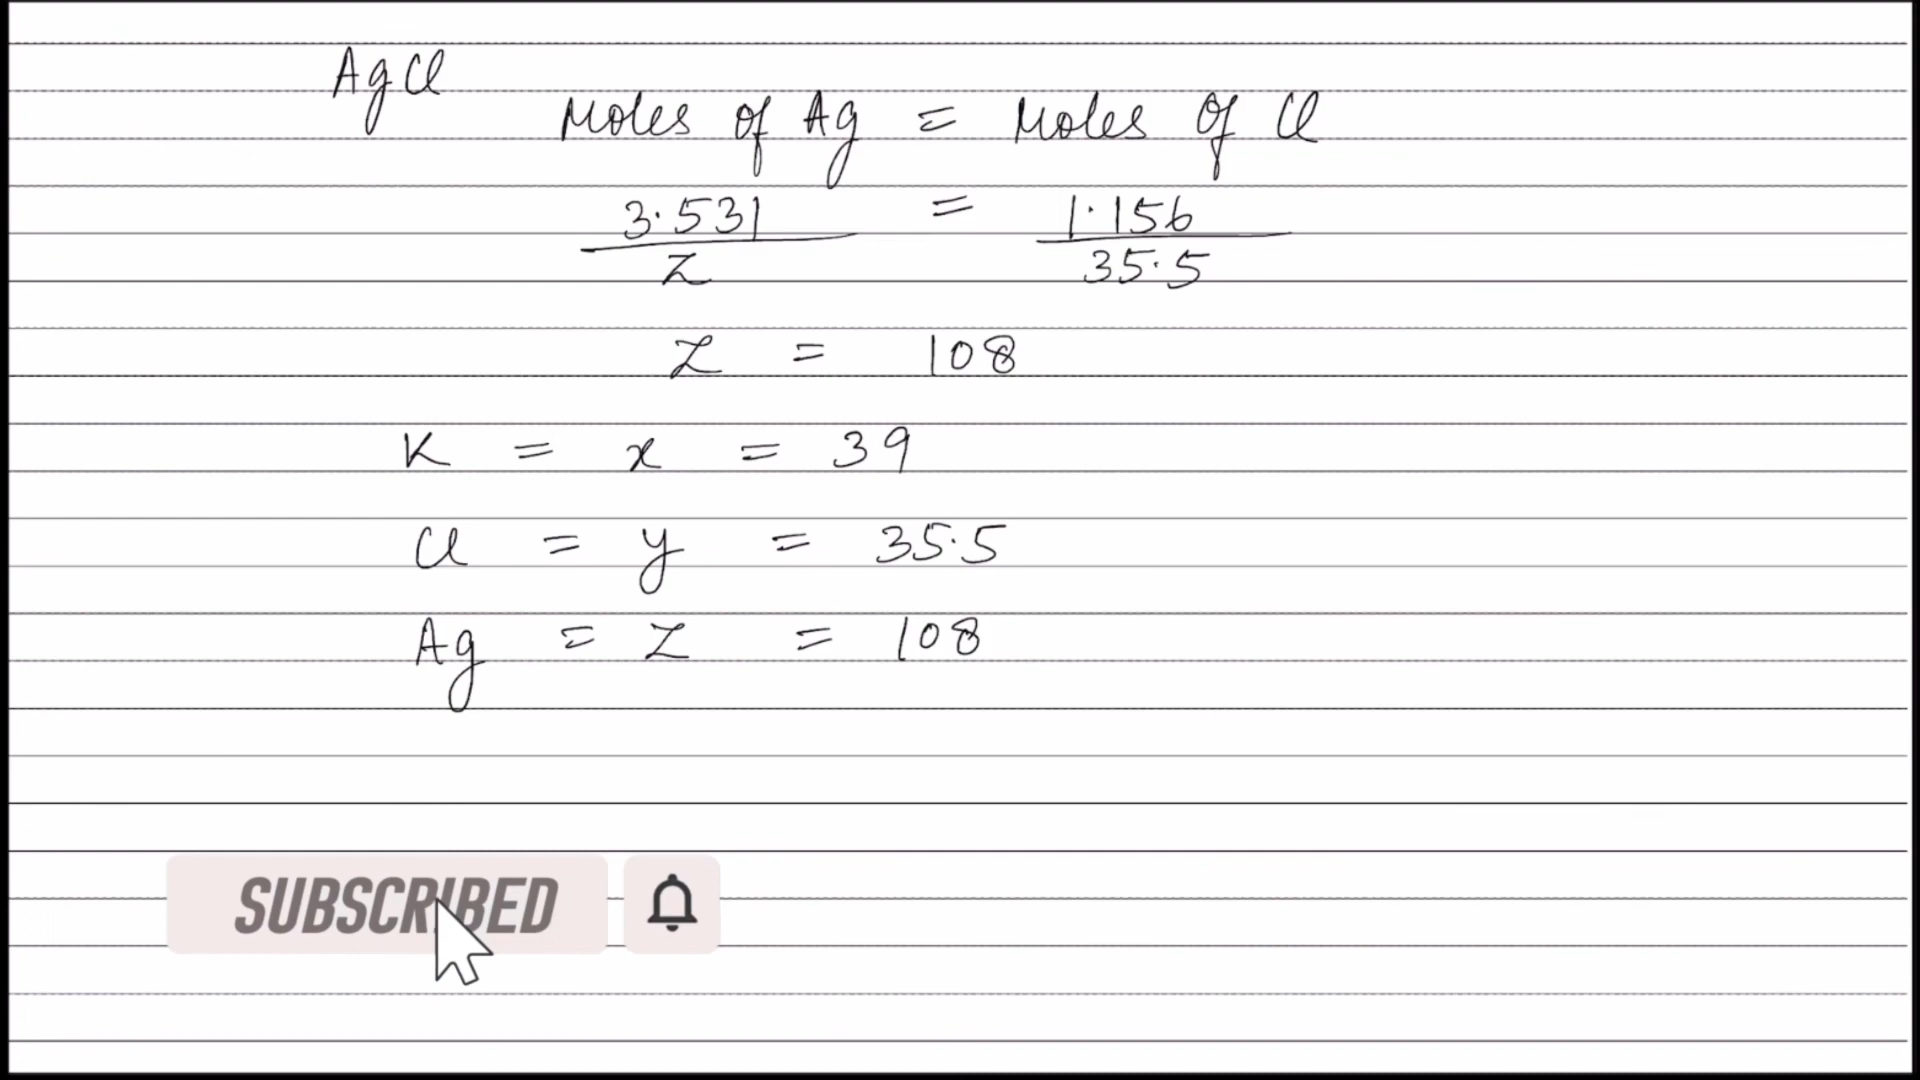 AgCl
Moles of Ag = Moles of Cl
3.531 = 1.156
Z 35.5
Z = 108
K = x = 39
Cl = y = 35.5
Ag = Z = 108
SUBSCRIBED